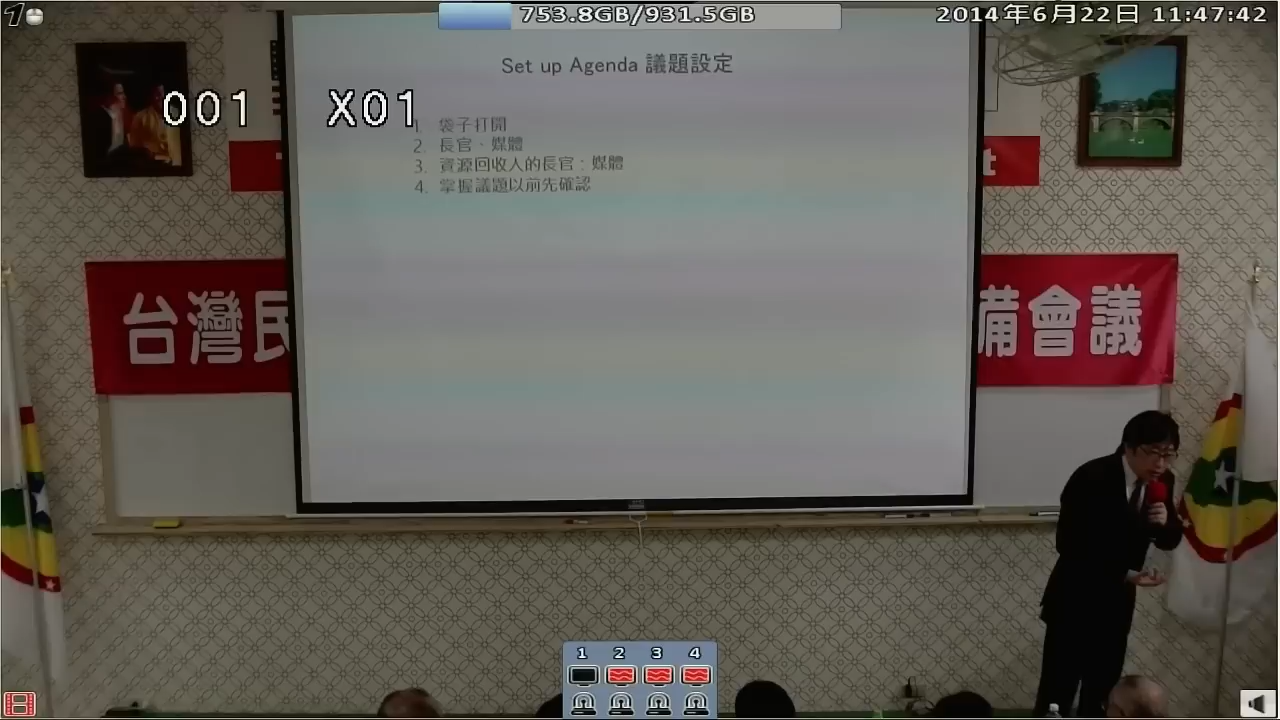 753.8GB/931.5GB
2014年6月22日 11:47:42
001 X01
Set up Agenda 議題設定
1. 袋子打開
2. 長官、媒體
3. 資源回收人的長官：媒體
4. 掌握議題以前先確認
t
台灣民
備會議
1 2 3 4